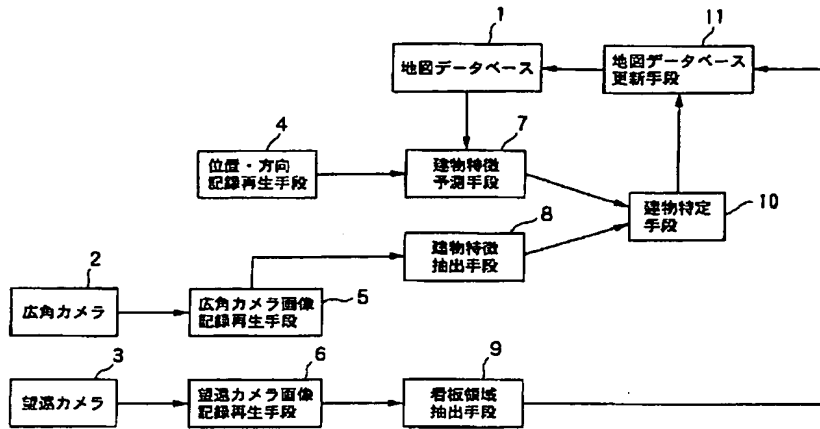 1
11
地図データベース
地図データベース
更新手段
4
7
位置・方向
記録再生手段
建物特徴
予測手段
10
建物特定
手段
8
建物特徴
抽出手段
2
広角カメラ
5
広角カメラ画像
記録再生手段
3
望遠カメラ
6
望遠カメラ画像
記録再生手段
9
看板領域
抽出手段